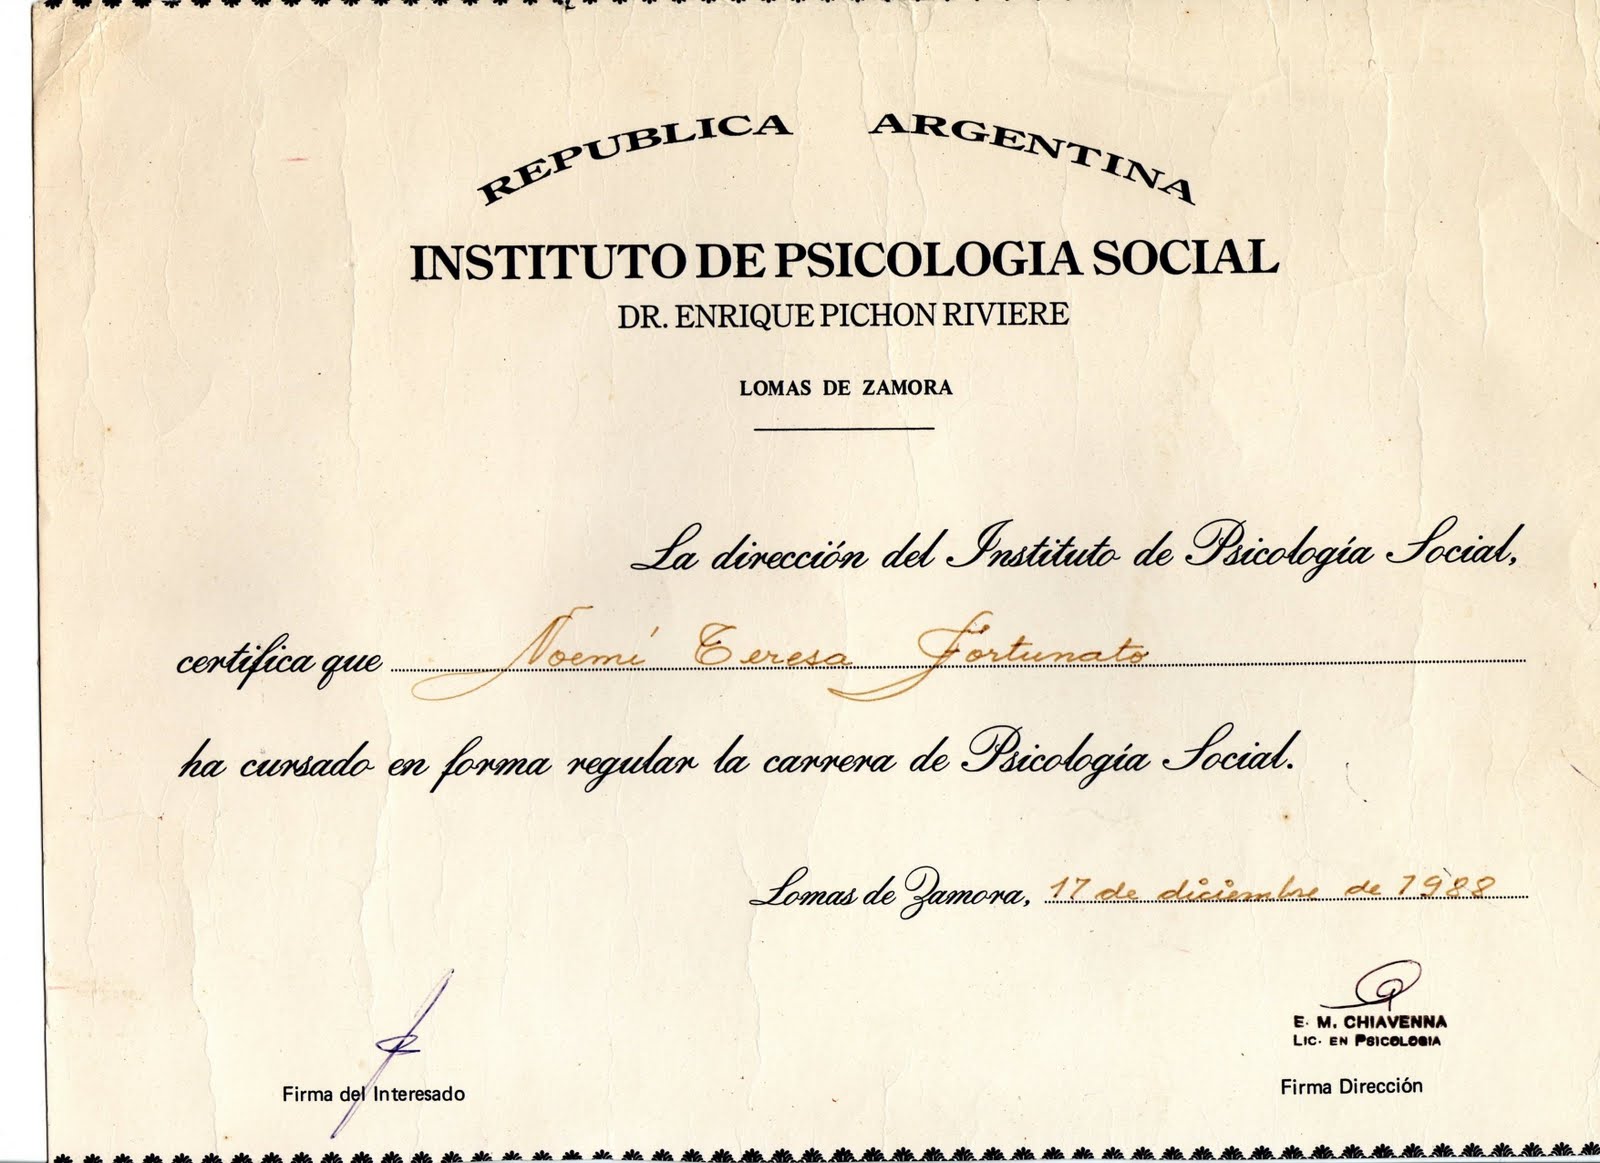 REPUBLICA ARGENTINA
INSTITUTO DE PSICOLOGIA SOCIAL
DR. ENRIQUE PICHON RIVIERE
LOMAS DE ZAMORA
La dirección del Instituto de Psicología Social,
certifica que Noemí Teresa Fortunato
ha cursado en forma regular la carrera de Psicología Social.
Lomas de Zamora, 17 de diciembre de 1988
E. M. CHIAVENNA
LIC. EN PSICOLOGIA
Firma del Interesado
Firma Dirección